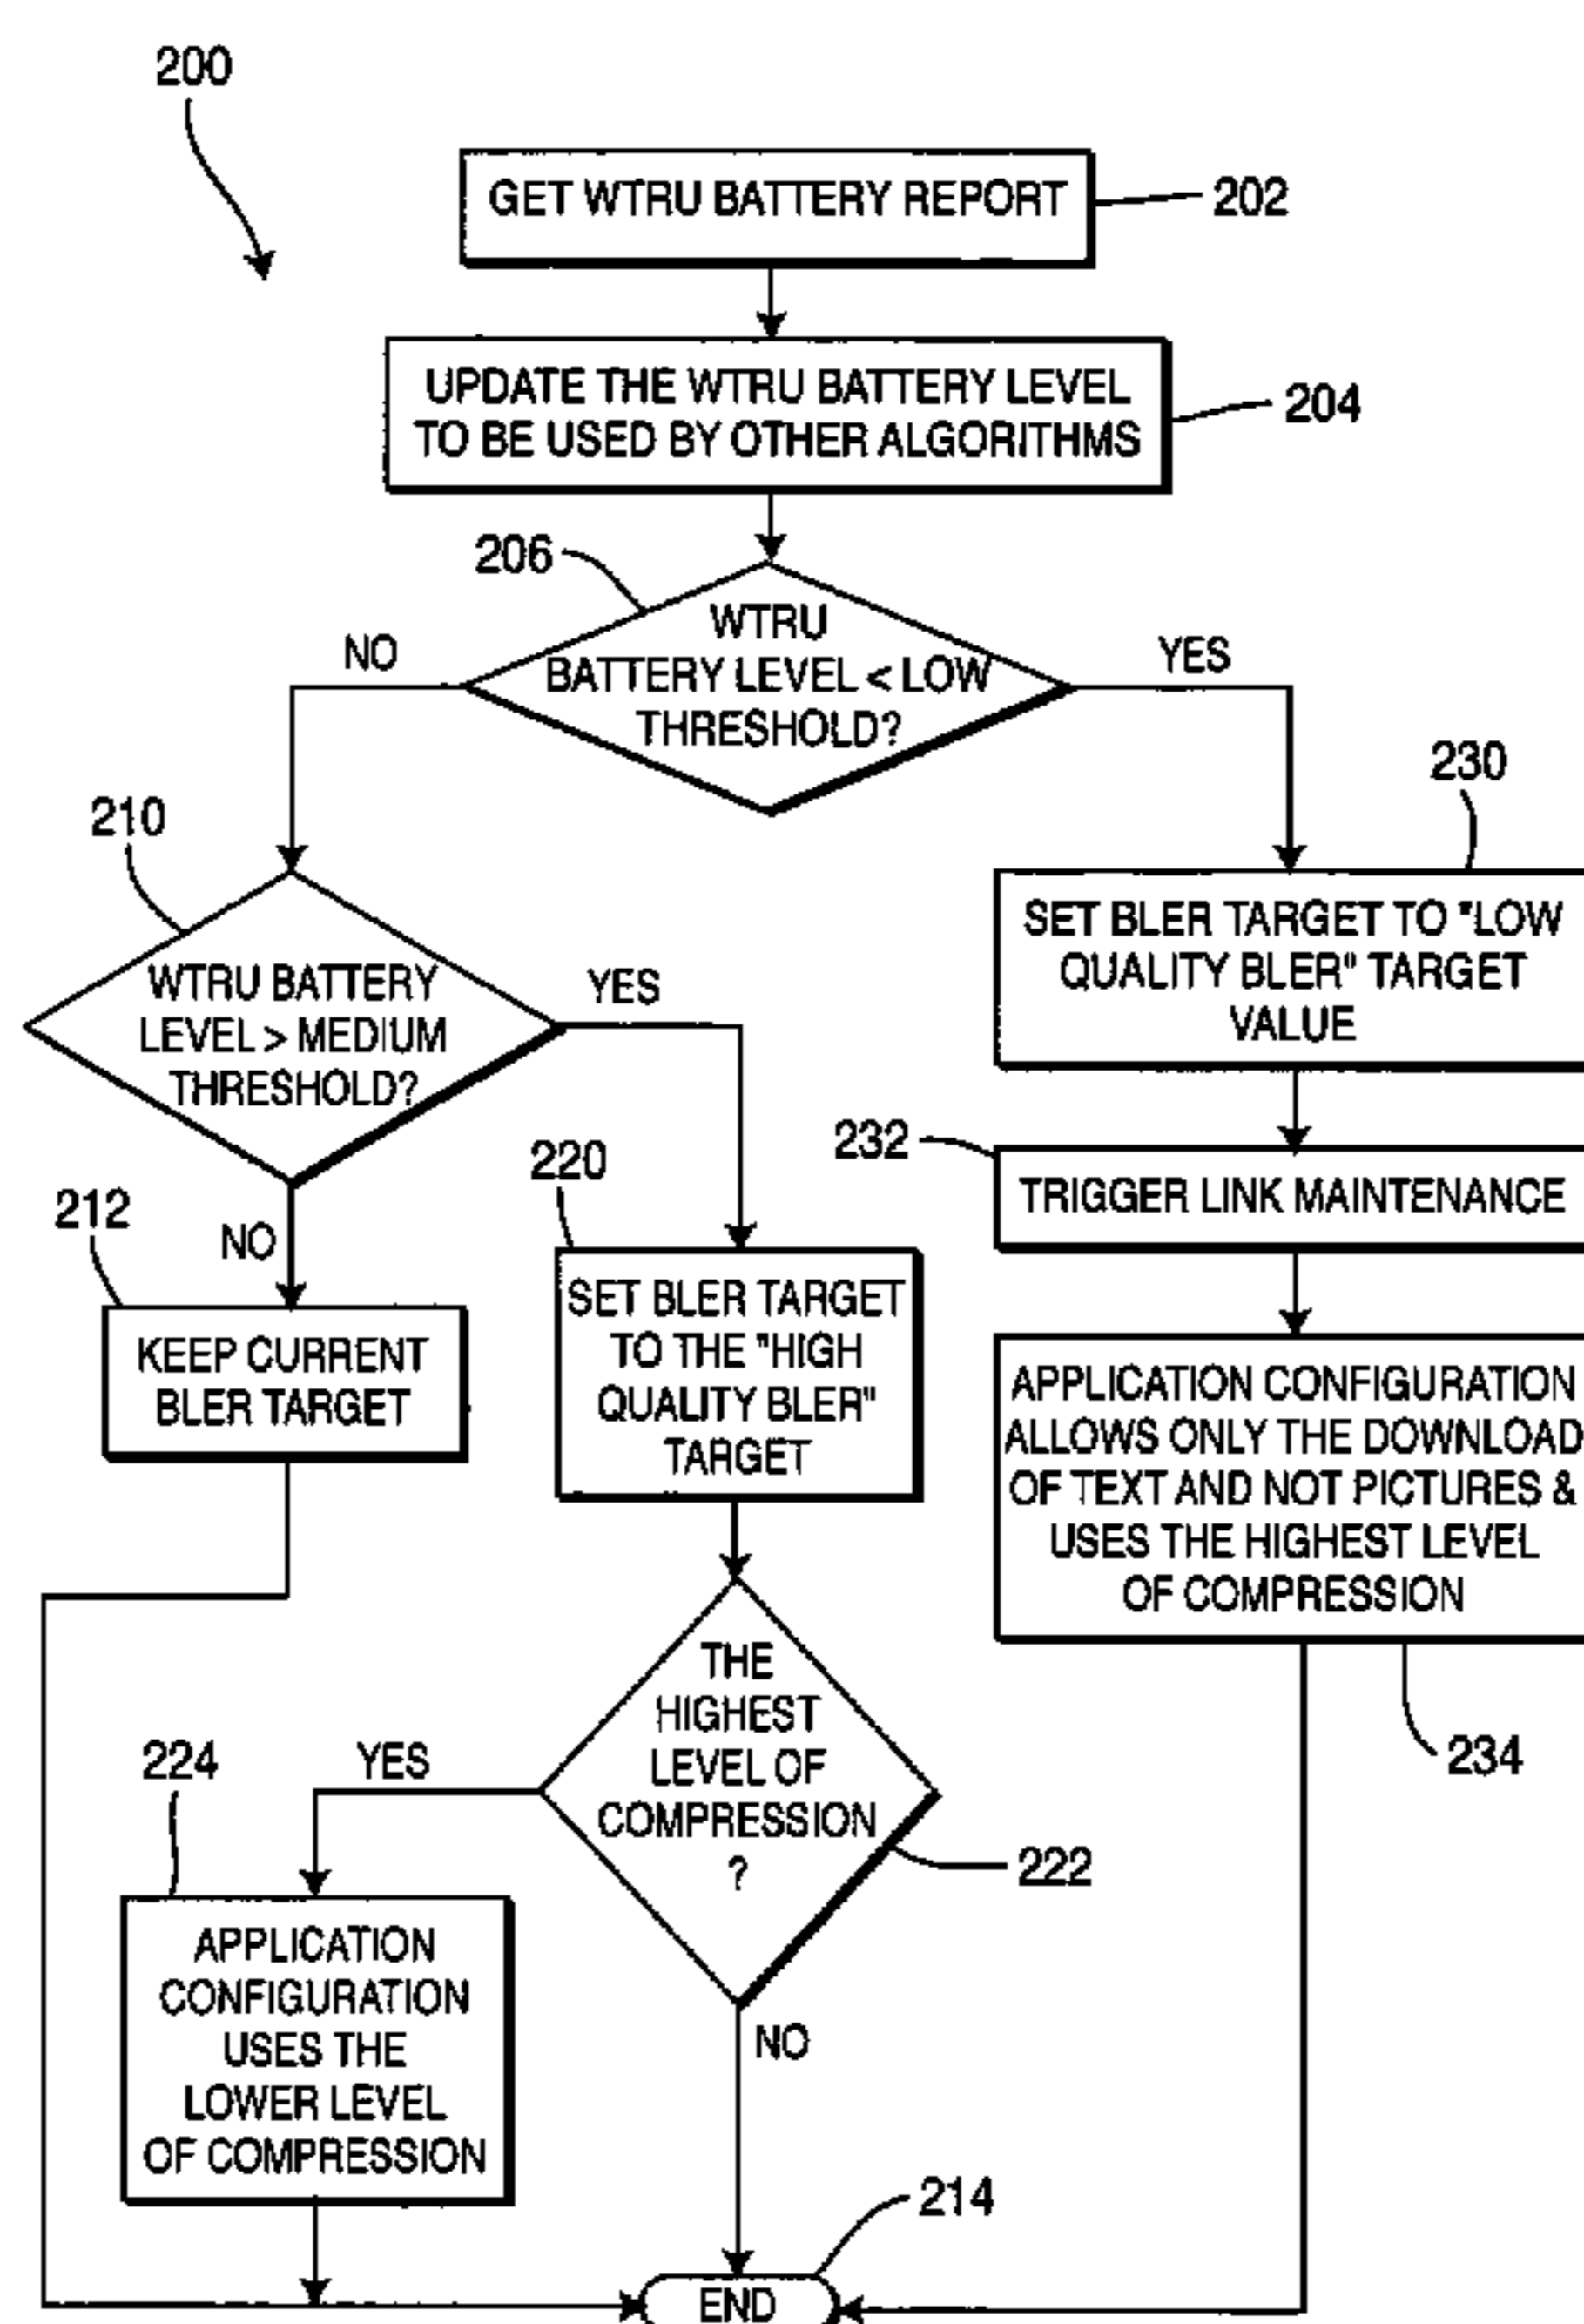 200
GET WTRU BATTERY REPORT
202
UPDATE THE WTRU BATTERY LEVEL
TO BE USED BY OTHER ALGORITHMS
204
206
WTRU
BATTERY LEVEL < LOW
THRESHOLD?
NO
YES
210
WTRU BATTERY
LEVEL > MEDIUM
THRESHOLD?
YES
NO
230
SET BLER TARGET TO "LOW
QUALITY BLER" TARGET
VALUE
232
TRIGGER LINK MAINTENANCE
212
KEEP CURRENT
BLER TARGET
220
SET BLER TARGET
TO THE "HIGH
QUALITY BLER"
TARGET
APPLICATION CONFIGURATION
ALLOWS ONLY THE DOWNLOAD
OF TEXT AND NOT PICTURES &
USES THE HIGHEST LEVEL
OF COMPRESSION
234
THE
HIGHEST
LEVEL OF
COMPRESSION
?
222
YES
NO
224
APPLICATION
CONFIGURATION
USES THE
LOWER LEVEL
OF COMPRESSION
214
END